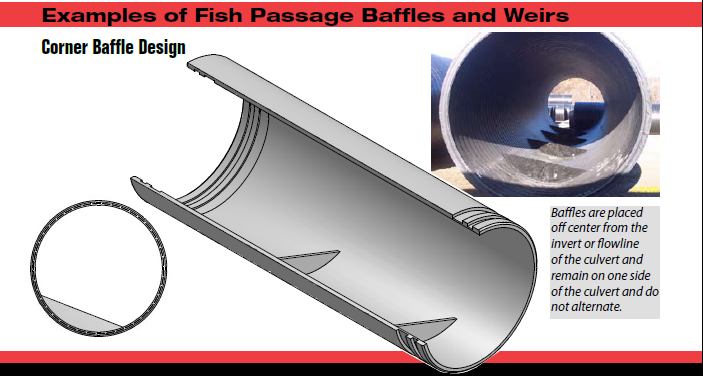 Examples of Fish Passage Baffles and Weirs
Corner Baffle Design
Baffles are placed
off center from the
invert or flowline
of the culvert and
remain on one side
of the culvert and do
not alternate.